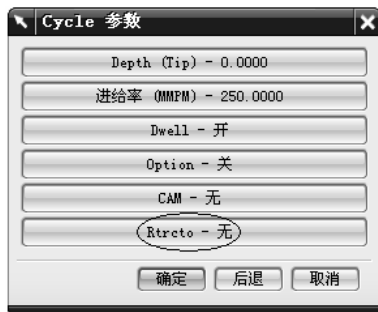 Cycle 参数
Depth (Tip) - 0.0000
进给率 (MMPM) - 250.0000
Dwell - 开
Option - 关
CAM - 无
Rtrcto - 无
确定 后退 取消